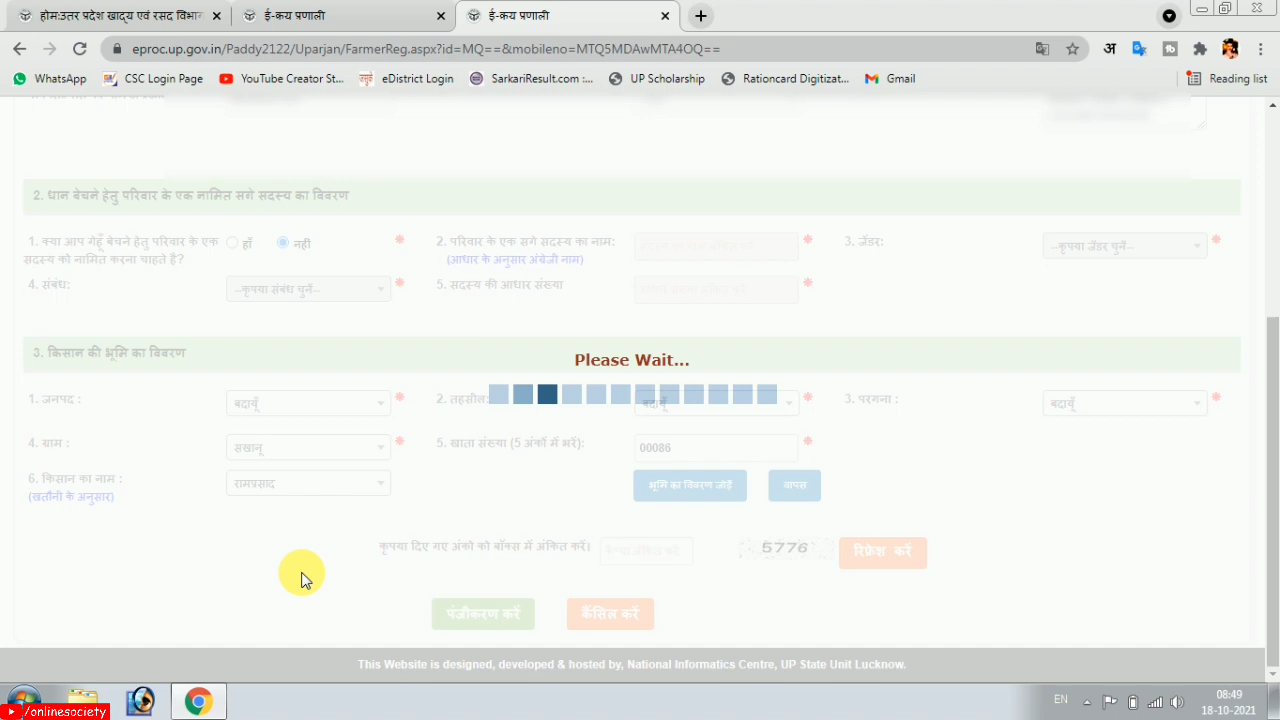 होम:उतर प्रदेश खाद्य एवं रसद विभाग
ई-क्रय प्रणाली
ई-क्रय प्रणाली
eproc.up.gov.in/Paddy2122/Uparjan/FarmerReg.aspx?id=MQ==&mobileno=MTQ5MDAwMTA4OQ==
WhatsApp
CSC Login Page
YouTube Creator St...
eDistrict Login
SarkariResult.com :...
UP Scholarship
Rationcard Digitizat...
Gmail
Reading list
2. धान बेचने हेतु परिवार के एक नामित सगे सदस्य का विवरण
1. क्या आप गेहूँ बेचने हेतु परिवार के एक
सदस्य को नामित करना चाहते हैं?
हाँ
नहीं
2. परिवार के एक सगे सदस्य का नाम:
(आधार के अनुसार अंग्रेजी नाम)
3. जेंडर:
--कृपया जेंडर चुनें--
4. संबंध:
--कृपया संबंध चुनें--
5. सदस्य की आधार संख्या
3. किसान की भूमि का विवरण
Please Wait...
1. जनपद :
बदायूँ
2. तहसील:
बदायूँ
3. परगना :
बदायूँ
4. ग्राम :
सखानू
5. खाता संख्या (5 अंकों में भरें):
00086
6. किसान का नाम :
(खतौनी के अनुसार)
रामप्रसाद
भूमि का विवरण जोड़ें
वापस
कृपया दिए गए अंको को बॉक्स में अंकित करें।
5776
रिफ्रेश करें
पंजीकरण करें
कैंसिल करें
This Website is designed, developed & hosted by, National Informatics Centre, UP State Unit Lucknow.
EN
08:49
18-10-2021
/onlinesociety